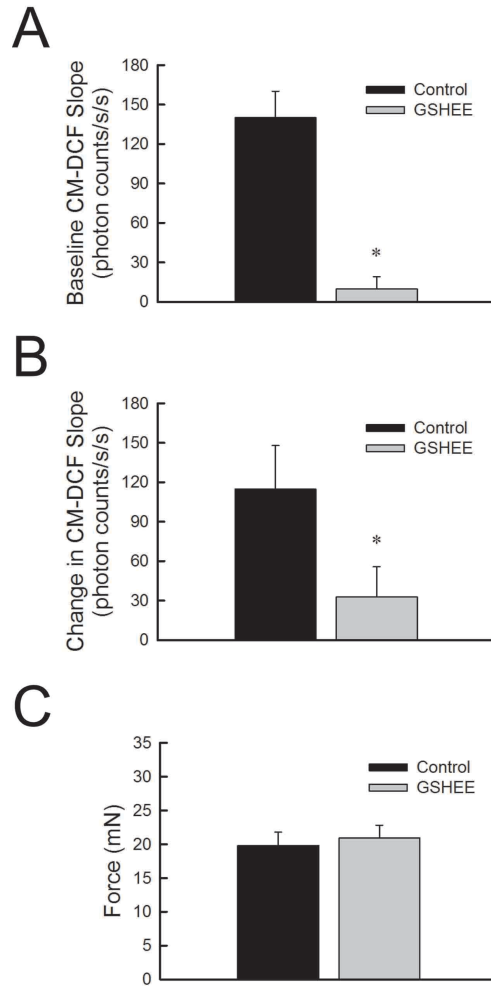 A
Baseline CM-DCF Slope
(photon counts/s/s)
180
150
120
90
60
30
0
Control
GSHEE
*
B
Change in CM-DCF Slope
(photon counts/s/s)
180
150
120
90
60
30
0
Control
GSHEE
*
C
Force (mN)
35
30
25
20
15
10
5
0
Control
GSHEE